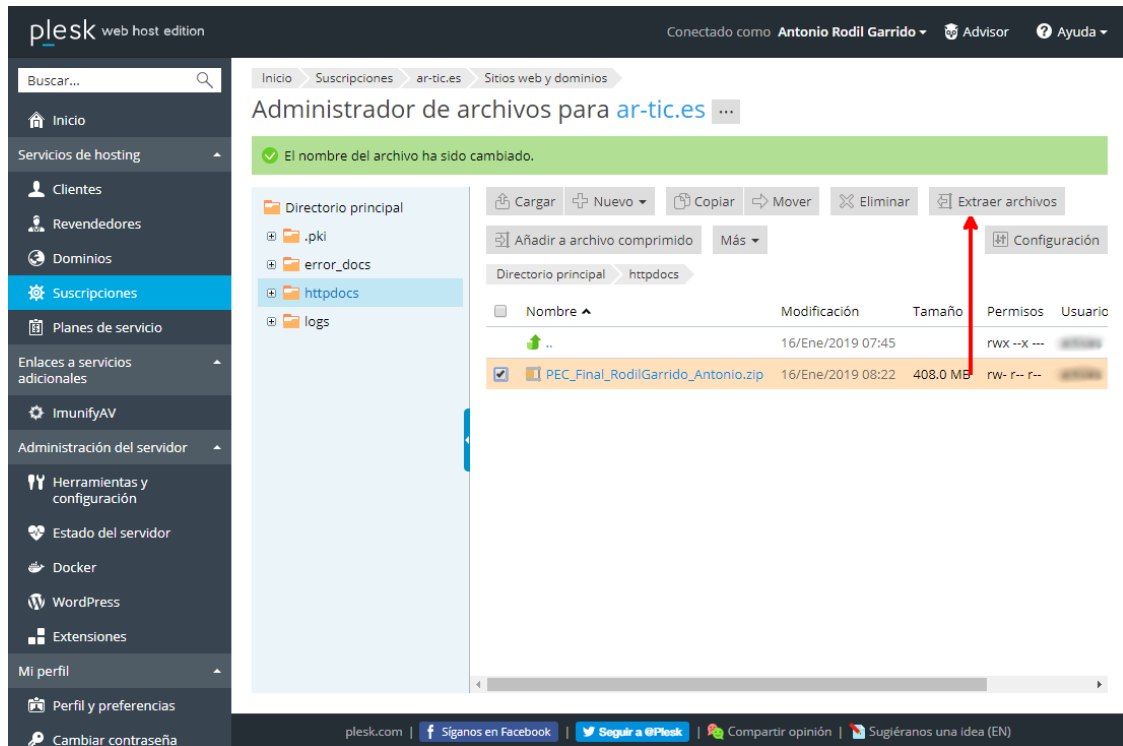 plesk web host edition
Conectado como Antonio Rodil Garrido
Advisor
Ayuda
Buscar...
Inicio
Servicios de hosting
Clientes
Revendedores
Dominios
Suscripciones
Planes de servicio
Enlaces a servicios
adicionales
ImunifyAV
Administración del servidor
Herramientas y
configuración
Estado del servidor
Docker
WordPress
Extensiones
Mi perfil
Perfil y preferencias
Cambiar contraseña
Inicio Suscripciones ar-tic.es Sitios web y dominios
Administrador de archivos para ar-tic.es ...
El nombre del archivo ha sido cambiado.
Directorio principal
.pki
error_docs
httpdocs
logs
Cargar Nuevo Copiar Mover Eliminar Extraer archivos
Añadir a archivo comprimido Más Configuración
Directorio principal httpdocs
Nombre Modificación Tamaño Permisos Usuario
.. 16/Ene/2019 07:45 rwx --x ---
PEC_Final_RodilGarrido_Antonio.zip 16/Ene/2019 08:22 408.0 MB rw- r-- r--
plesk.com | Síganos en Facebook | Seguir a @Plesk | Compartir opinión | Sugiéranos una idea (EN)